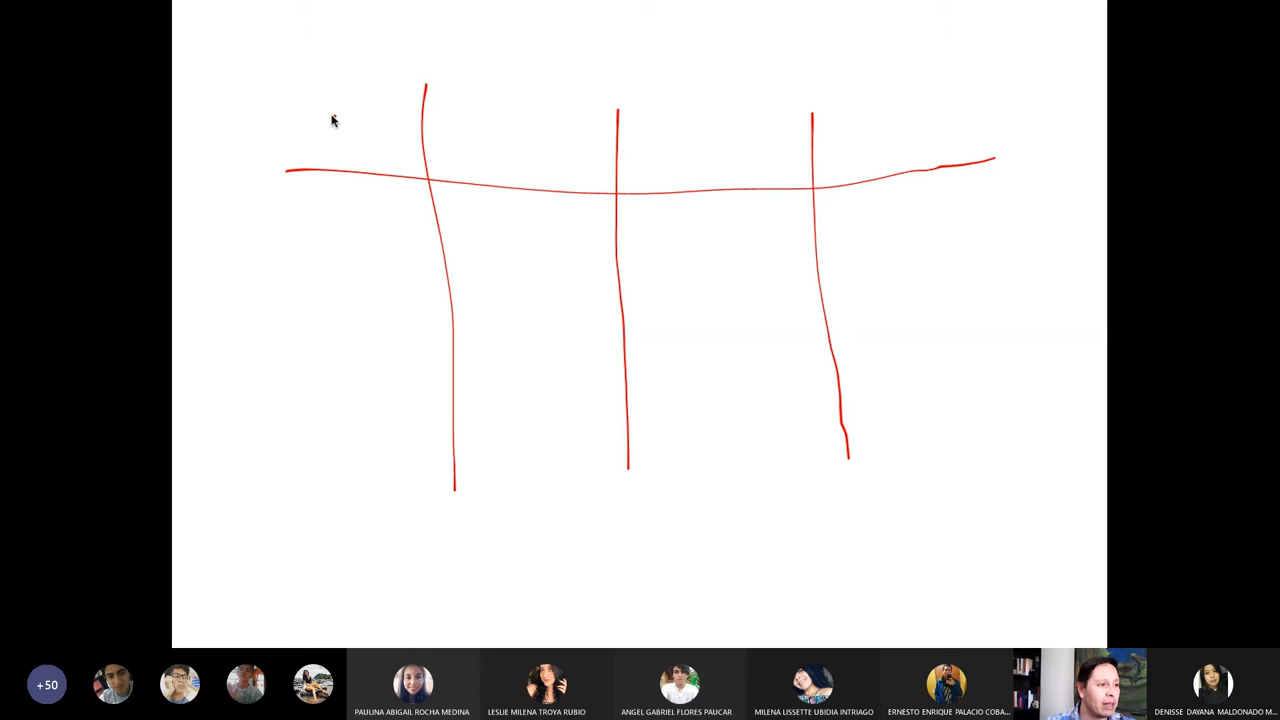 +50
PAULINA ABIGAIL ROCHA MEDINA
LESLIE MILENA TROYA RUBIO
ANGEL GABRIEL FLORES PAUCAR
MILENA LISSETTE UBIDIA INTRIAGO
ERNESTO ENRIQUE PALACIO COBA...
DENISSE DAYANA MALDONADO M...